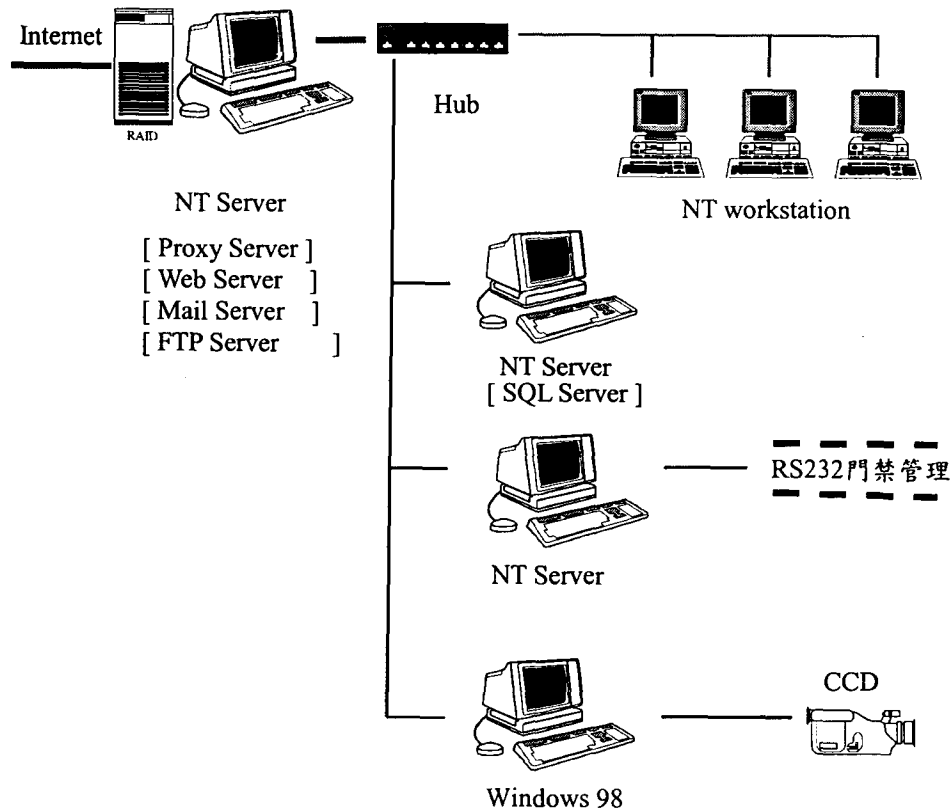 Internet
RAID
Hub
NT Server
[ Proxy Server ]
[ Web Server ]
[ Mail Server ]
[ FTP Server ]
NT workstation
NT Server
[ SQL Server ]
RS232門禁管理
NT Server
CCD
Windows 98